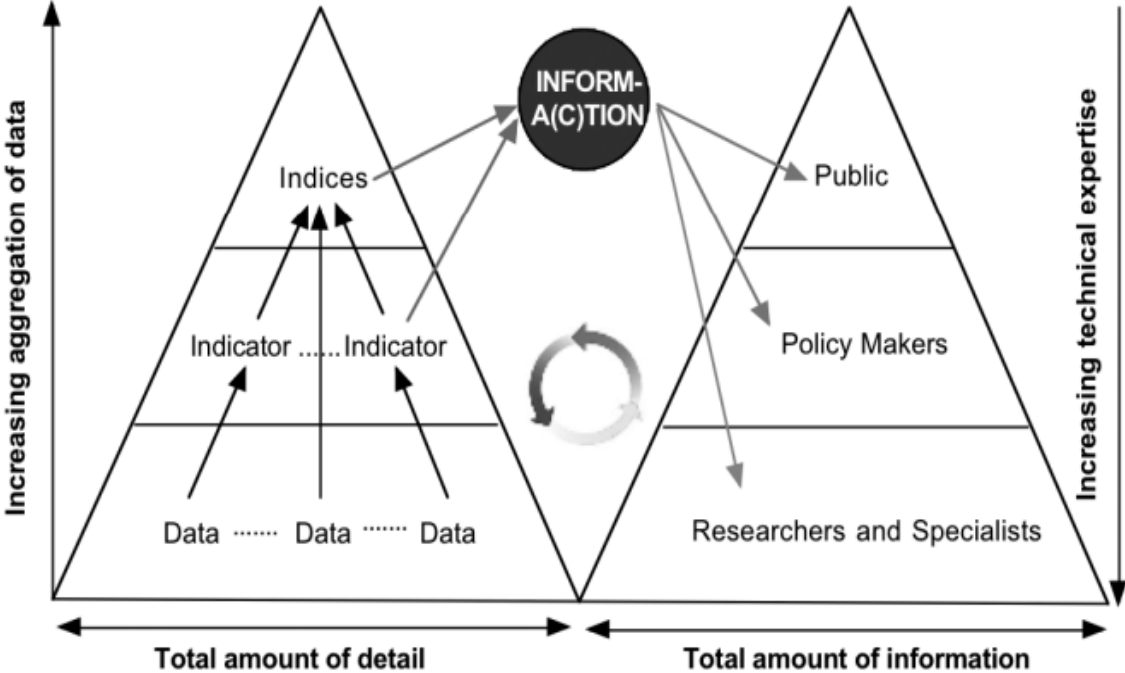 INFORM-
A(C)TION
Indices
Public
Indicator ...... Indicator
Policy Makers
Data ....... Data ....... Data
Researchers and Specialists
Increasing aggregation of data
Increasing technical expertise
Total amount of detail
Total amount of information